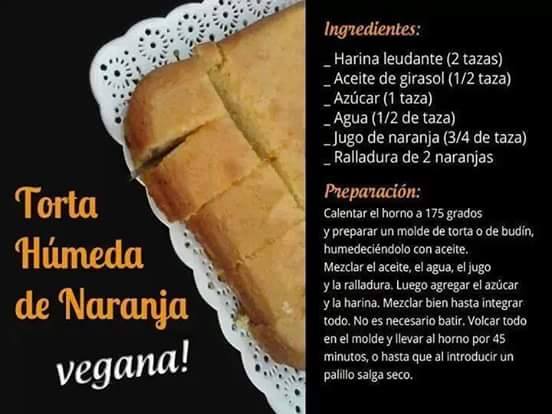 Torta
Húmeda
de Naranja
vegana!
Ingredientes:
_ Harina leudante (2 tazas)
_ Aceite de girasol (1/2 taza)
_ Azúcar (1 taza)
_ Agua (1/2 de taza)
_ Jugo de naranja (3/4 de taza)
_ Ralladura de 2 naranjas
Preparación:
Calentar el horno a 175 grados
y preparar un molde de torta o de budín,
humedeciéndolo con aceite.
Mezclar el aceite, el agua, el jugo
y la ralladura. Luego agregar el azúcar
y la harina. Mezclar bien hasta integrar
todo. No es necesario batir. Volcar todo
en el molde y llevar al horno por 45
minutos, o hasta que al introducir un
palillo salga seco.